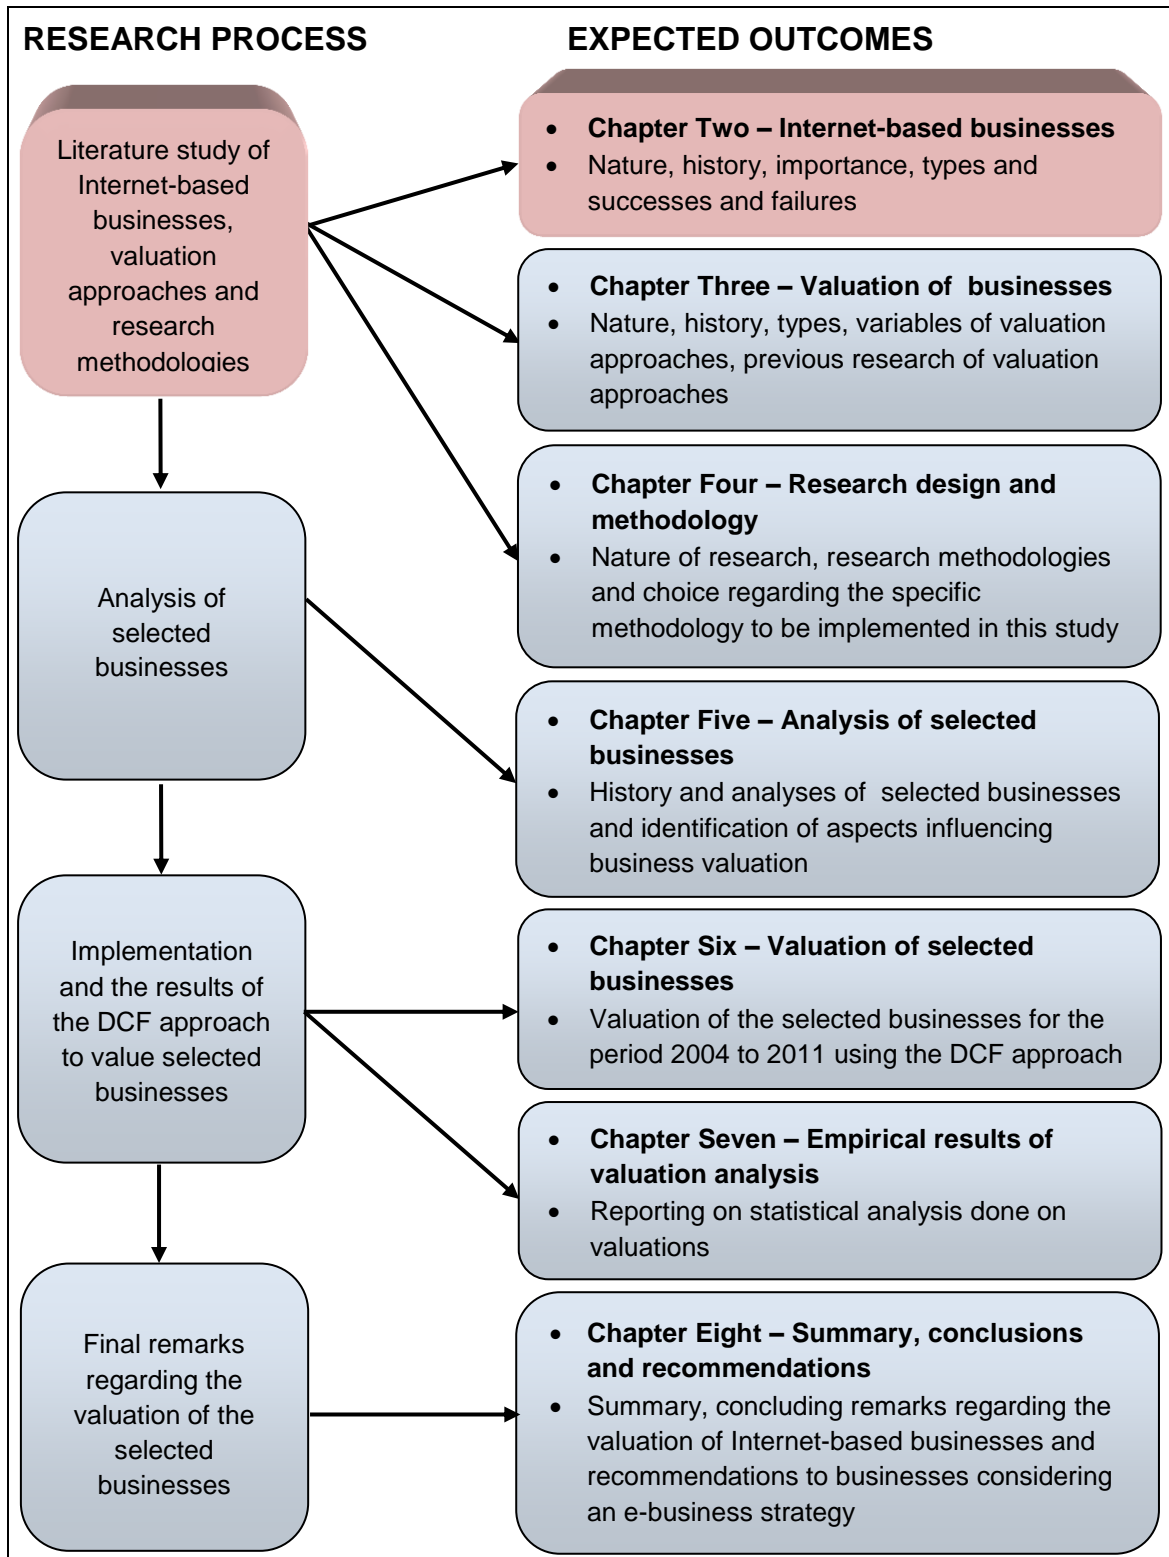 RESEARCH PROCESS
EXPECTED OUTCOMES
Literature study of
Internet-based
businesses,
valuation
approaches and
research
methodologies
• Chapter Two – Internet-based businesses
• Nature, history, importance, types and
successes and failures
• Chapter Three – Valuation of  businesses
• Nature, history, types, variables of valuation
approaches, previous research of valuation
approaches
• Chapter Four – Research design and
methodology
• Nature of research, research methodologies
and choice regarding the specific
methodology to be implemented in this study
Analysis of
selected
businesses
• Chapter Five – Analysis of selected
businesses
• History and analyses of  selected businesses
and identification of aspects influencing
business valuation
Implementation
and the results of
the DCF approach
to value selected
businesses
• Chapter Six – Valuation of selected
businesses
• Valuation of the selected businesses for the
period 2004 to 2011 using the DCF approach
• Chapter Seven – Empirical results of
valuation analysis
• Reporting on statistical analysis done on
valuations
Final remarks
regarding the
valuation of the
selected
businesses
• Chapter Eight – Summary, conclusions
and recommendations
• Summary, concluding remarks regarding the
valuation of Internet-based businesses and
recommendations to businesses considering
an e-business strategy